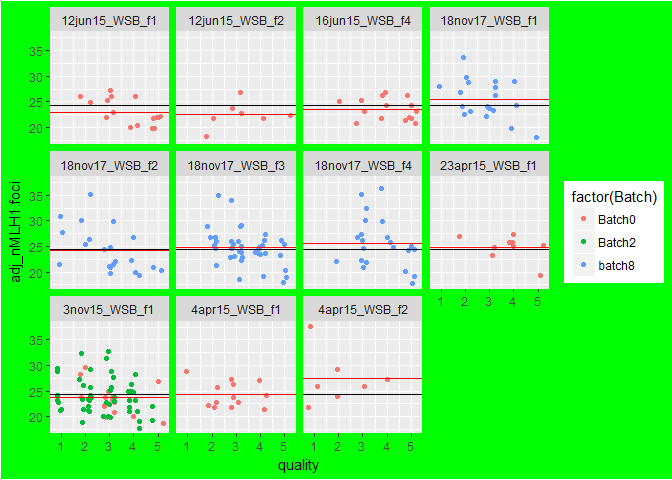 12jun15_WSB_f1 12jun15_WSB_f2 16jun15_WSB_f4 18nov17_WSB_f1
35
30
25
20
18nov17_WSB_f2 18nov17_WSB_f3 18nov17_WSB_f4 23apr15_WSB_f1
35
30
25
20
1 2 3 4 5
3nov15_WSB_f1 4apr15_WSB_f1 4apr15_WSB_f2
35
30
25
20
1 2 3 4 5 1 2 3 4 5 1 2 3 4 5
quality
adj_nMLH1.foci
factor(Batch)
Batch0
Batch2
batch8